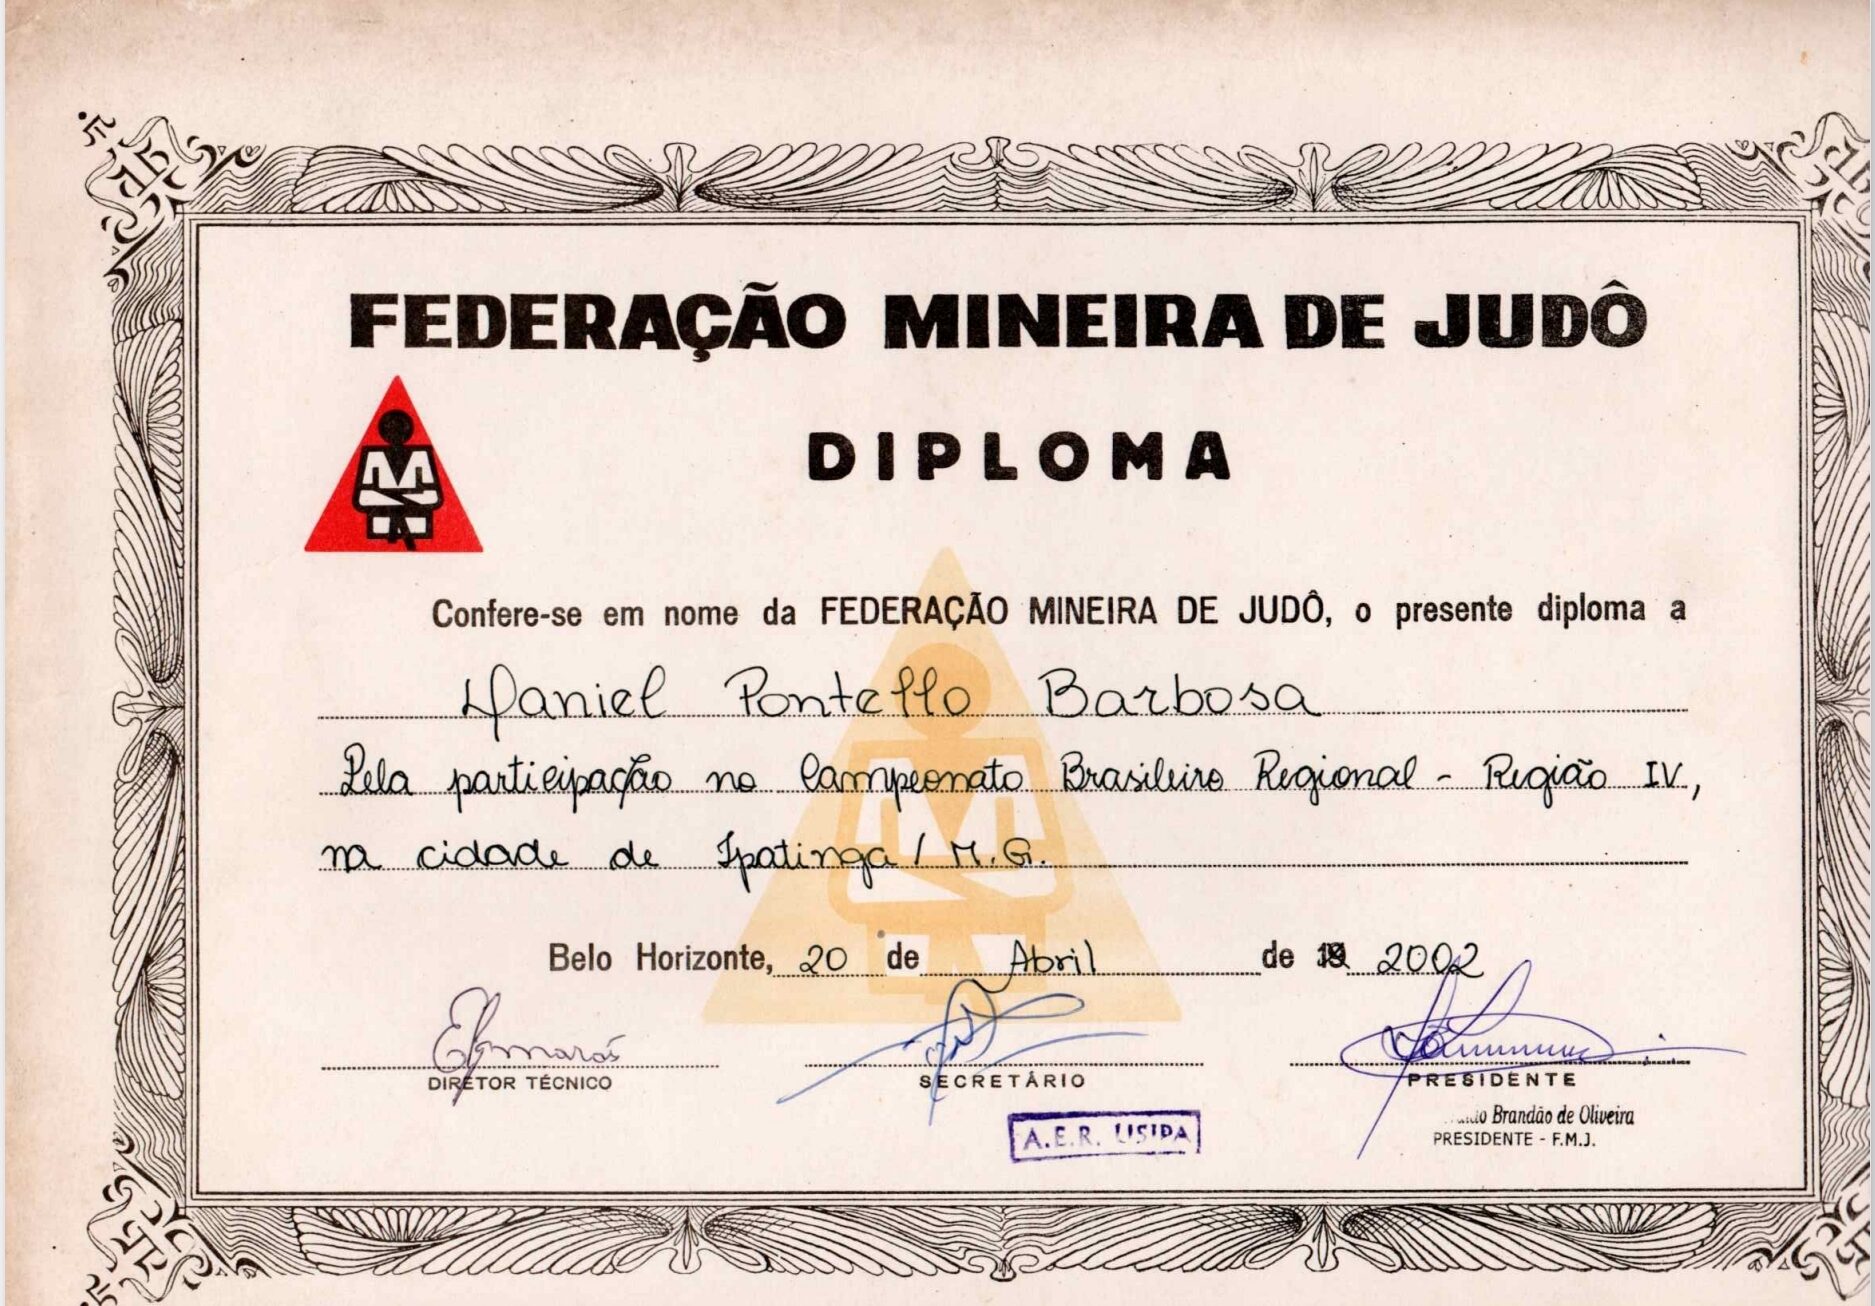 FEDERAÇÃO MINEIRA DE JUDÔ
DIPLOMA
Confere-se em nome da FEDERAÇÃO MINEIRA DE JUDÔ, o presente diploma a
Daniel Pontello Barbosa
Pela participação no Campeonato Brasileiro Regional - Região IV,
na cidade de Ipatinga / M.G.
Belo Horizonte, 20 de Abril de 19 2002
DIRETOR TÉCNICO
SECRETÁRIO
PRESIDENTE
Brandão de Oliveira
PRESIDENTE - F.M.J.
A.E.R. USIPA